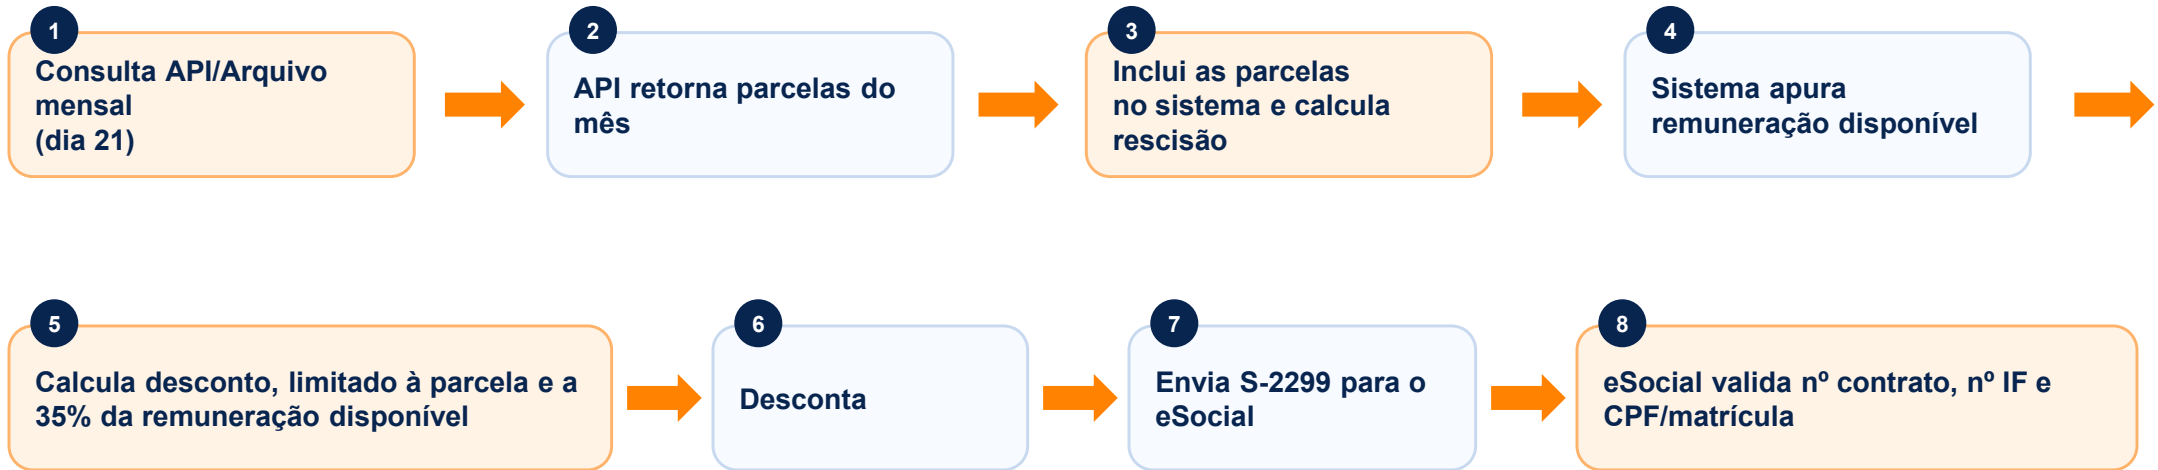 1
Consulta API/Arquivo
mensal
(dia 21)
2
API retorna parcelas do
mês
3
Inclui as parcelas
no sistema e calcula
rescisão
4
Sistema apura
remuneração disponível
5
Calcula desconto, limitado à parcela e a
35% da remuneração disponível
6
Desconta
7
Envia S-2299 para o
eSocial
8
eSocial valida nº contrato, nº IF e
CPF/matrícula